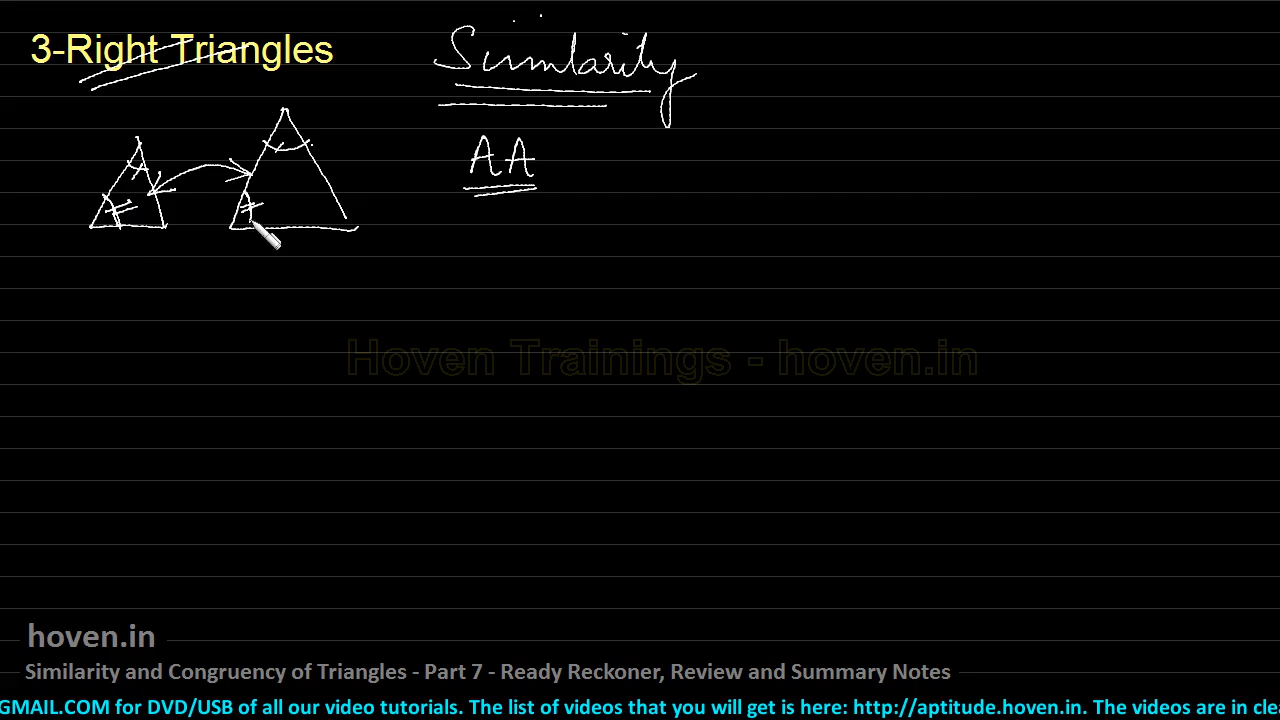 3-Right Triangles
Similarity
AA
Hoven Trainings - hoven.in
hoven.in
Similarity and Congruency of Triangles - Part 7 - Ready Reckoner, Review and Summary Notes
GMAIL.COM for DVD/USB of all our video tutorials. The list of videos that you will get is here: http://aptitude.hoven.in. The videos are in cle